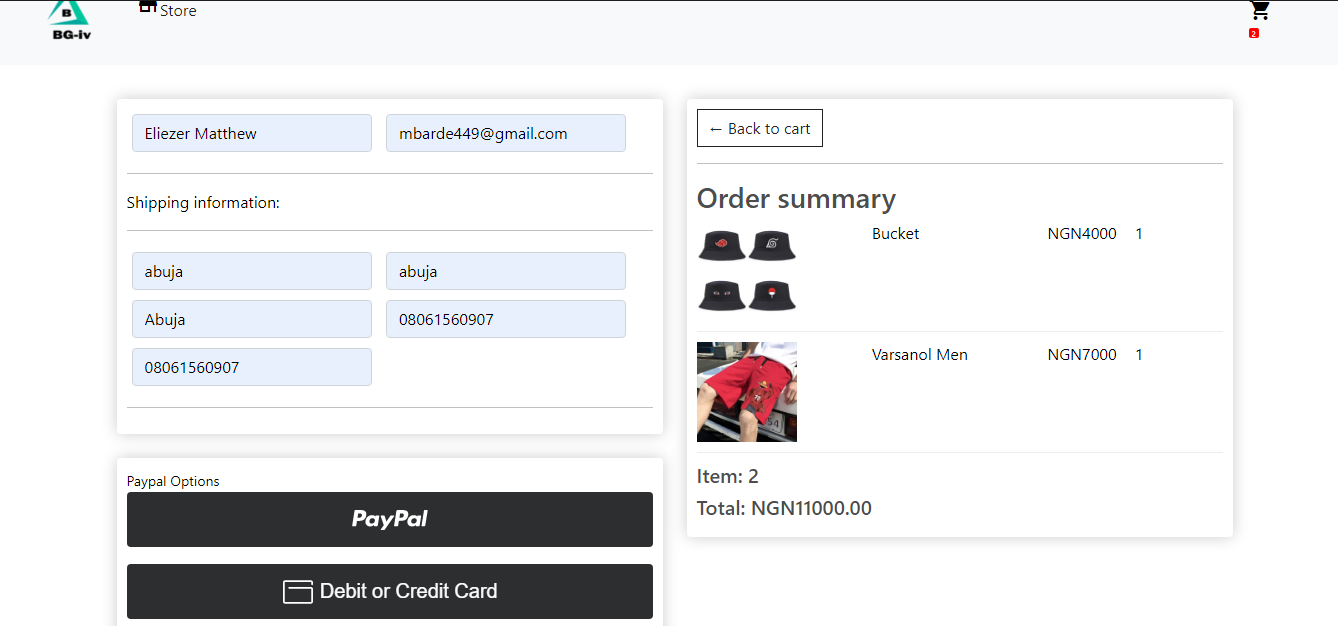 B
BG-iv
Store
2
Eliezer Matthew
mbarde449@gmail.com
Shipping information:
abuja
abuja
Abuja
08061560907
08061560907
Paypal Options
PayPal
Debit or Credit Card
← Back to cart
Order summary
Bucket NGN4000 1
Varsanol Men NGN7000 1
Item: 2
Total: NGN11000.00